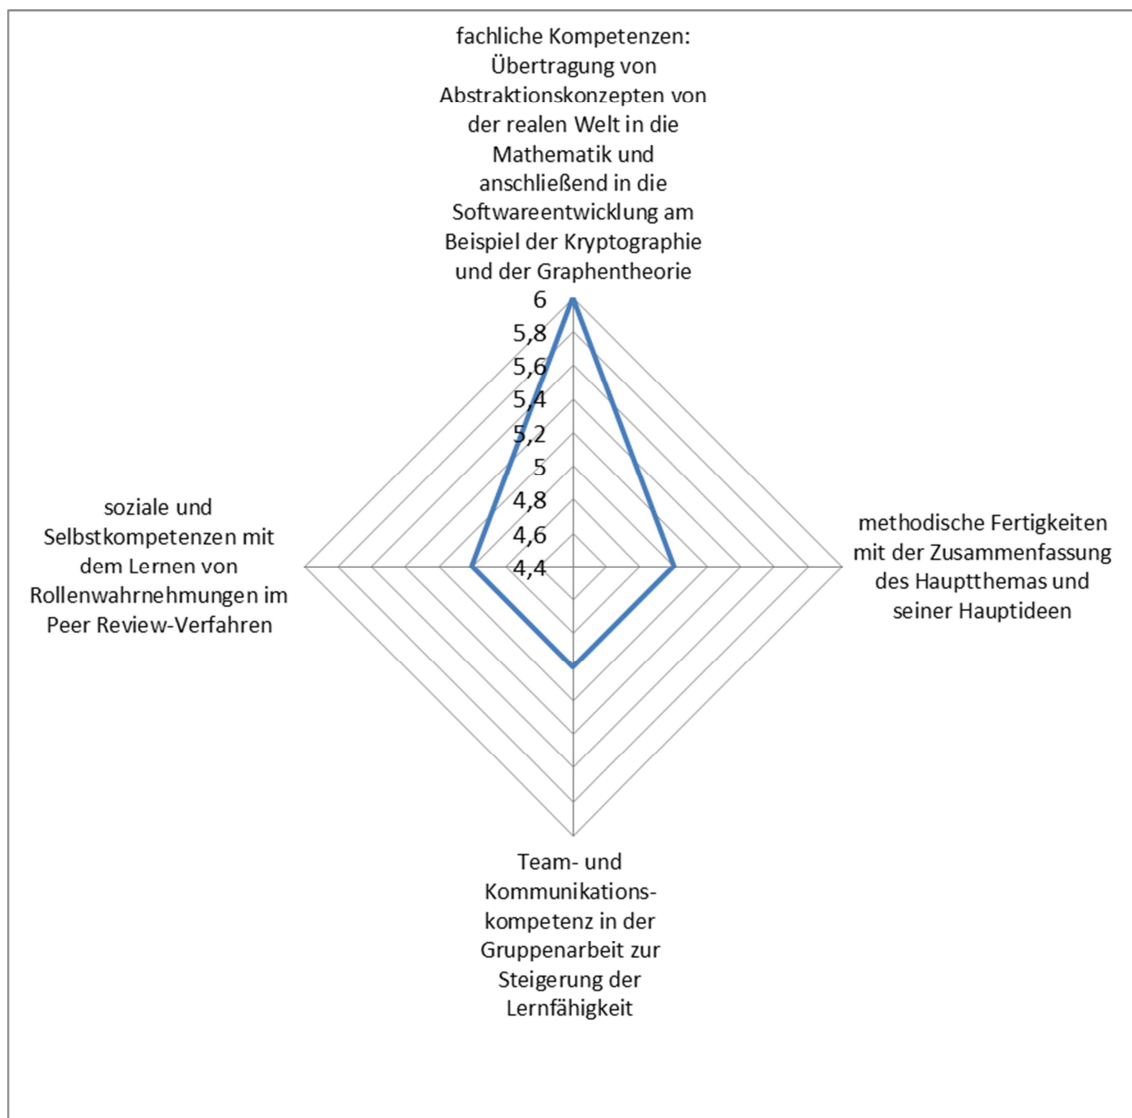 fachliche Kompetenzen:
Übertragung von
Abstraktionskonzepten von
der realen Welt in die
Mathematik und
anschließend in die
Softwareentwicklung am
Beispiel der Kryptographie
und der Graphentheorie
6
5,8
5,6
5,4
5,2
5
4,8
4,6
4,4
soziale und
Selbstkompetenzen mit
dem Lernen von
Rollenwahrnehmungen im
Peer Review-Verfahren
methodische Fertigkeiten
mit der Zusammenfassung
des Hauptthemas und
seiner Hauptideen
Team- und
Kommunikations-
kompetenz in der
Gruppenarbeit zur
Steigerung der
Lernfähigkeit